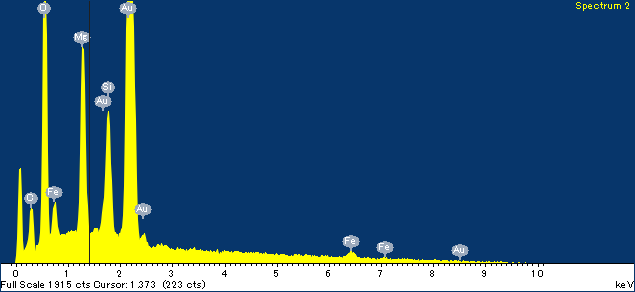 Spectrum 2
O
Au
Mg
Si
Au
Fe
Au
Fe
Fe
Au
0 1 2 3 4 5 6 7 8 9 10
Full Scale 1915 cts Cursor: 1.373 (223 cts) keV